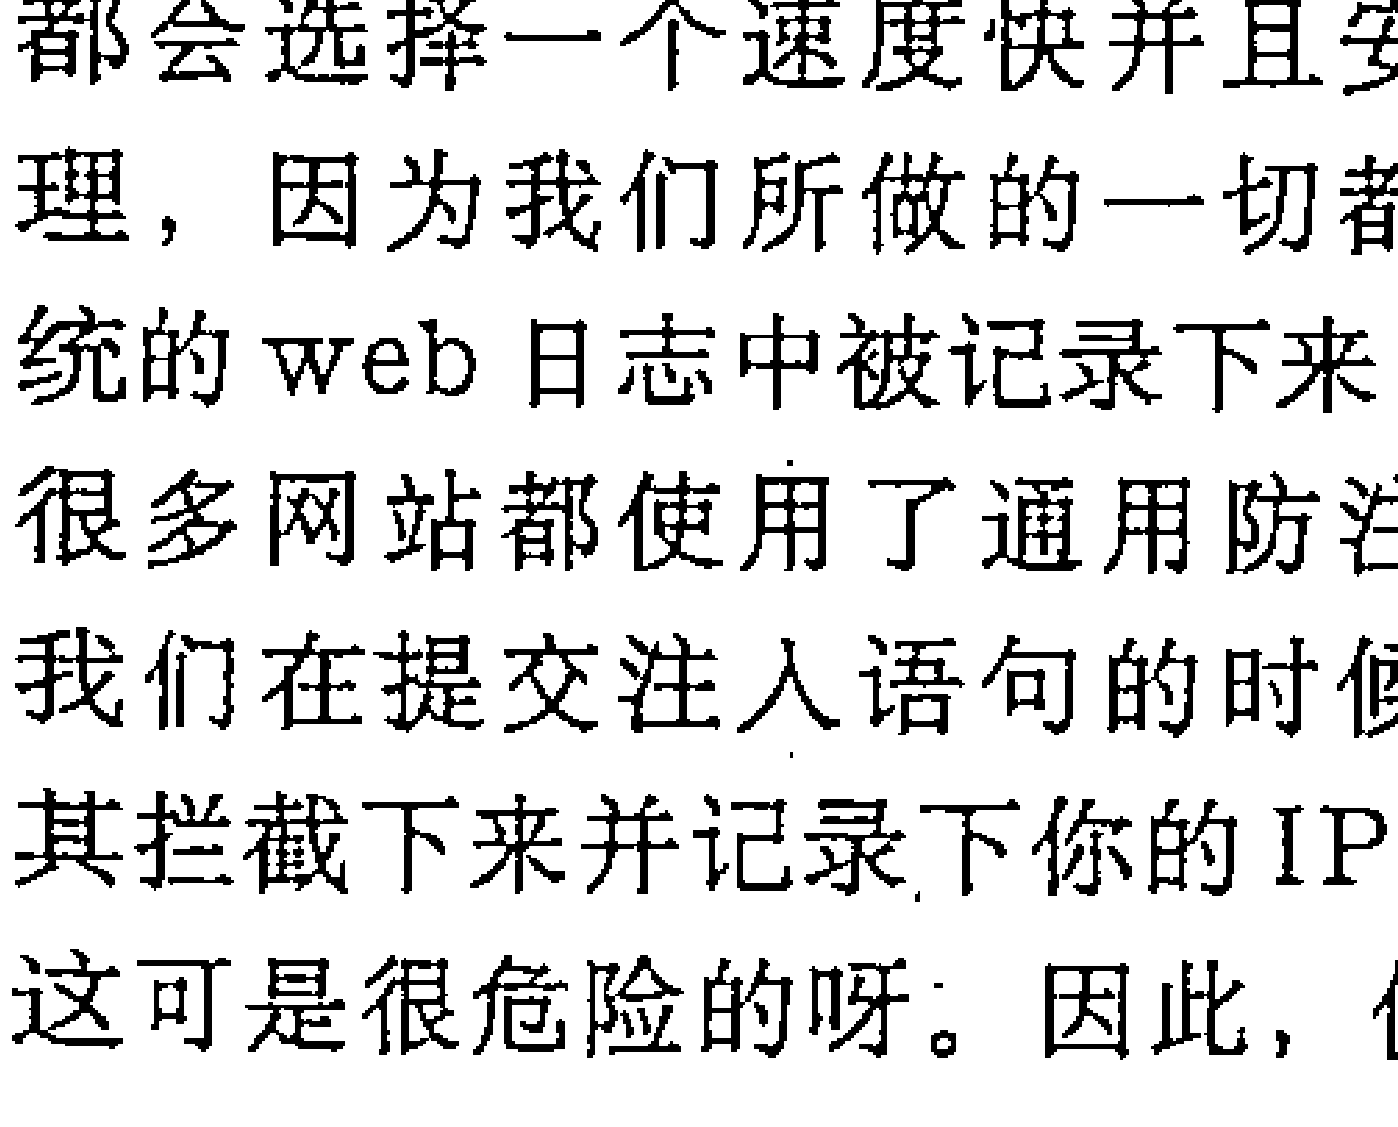 都会选择一个速度快并且安
理，因为我们所做的一切都
统的 web 日志中被记录下来
很多网站都使用了通用防注
我们在提交注入语句的时候
其拦截下来并记录下你的 IP
这可是很危险的呀。因此，